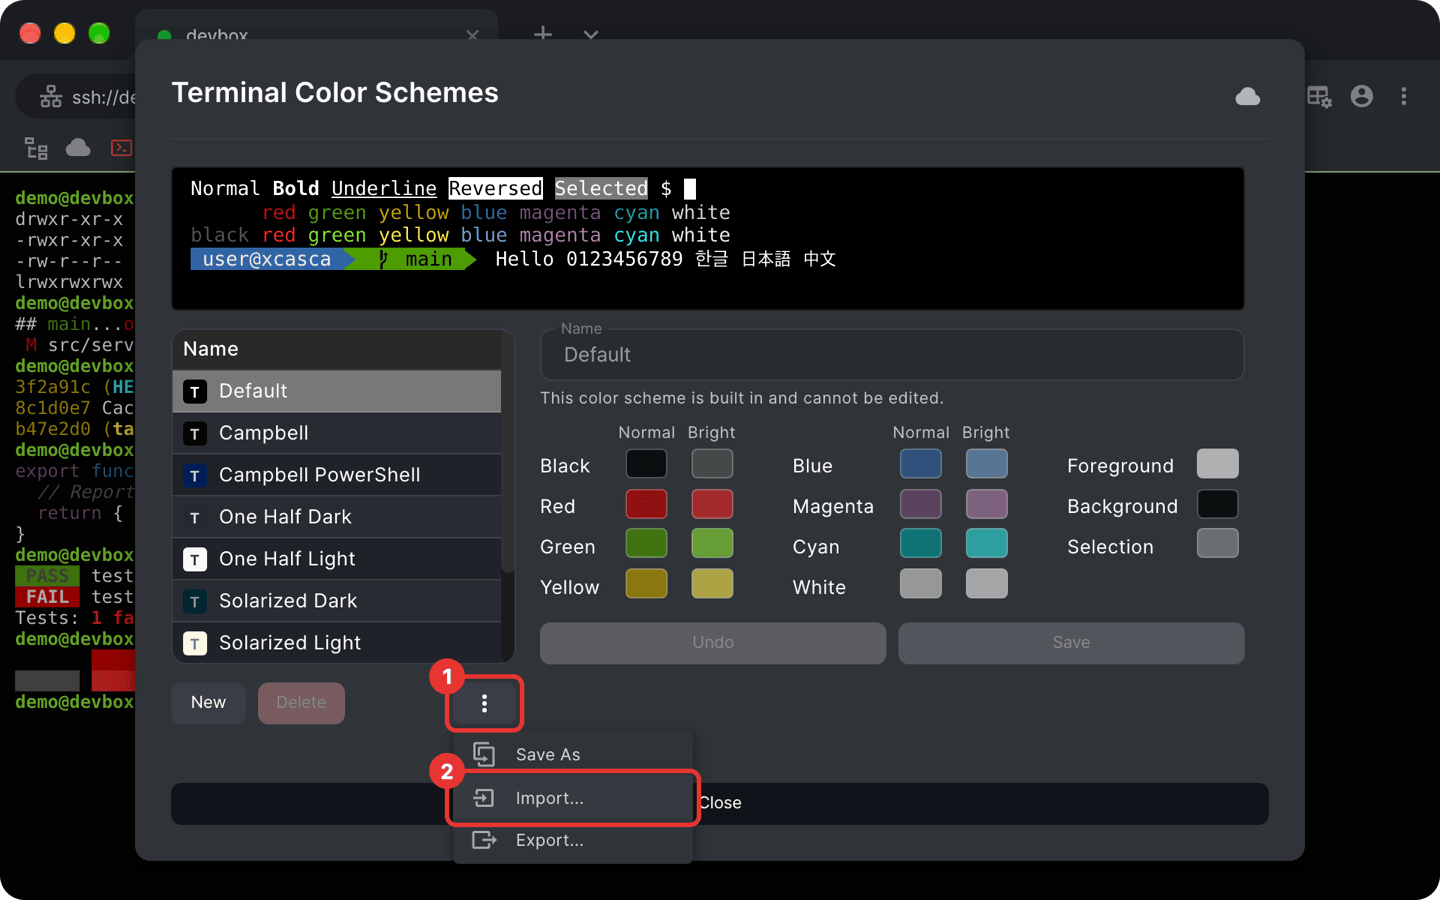 devbox
ssh://de
Terminal Color Schemes
Normal Bold Underline Reversed Selected $
red green yellow blue magenta cyan white
black red green yellow blue magenta cyan white
user@xcasca main Hello 0123456789 한글 日本語 中文
demo@devbox
drwxr-xr-x
-rwxr-xr-x
-rw-r--r--
lrwxrwxrwx
demo@devbox
## main...o
M src/serv
demo@devbox
3f2a91c (HE
8c1d0e7 Cac
b47e2d0 (ta
demo@devbox
export func
// Report
return {
}
demo@devbox
PASS test
FAIL test
Tests: 1 fa
demo@devbox
demo@devbox
Name
Default
Campbell
Campbell PowerShell
One Half Dark
One Half Light
Solarized Dark
Solarized Light
Name
Default
This color scheme is built in and cannot be edited.
Normal Bright Normal Bright
Black Blue Foreground
Red Magenta Background
Green Cyan Selection
Yellow White
Undo Save
1
New Delete
Save As
2
Import...
Close
Export...